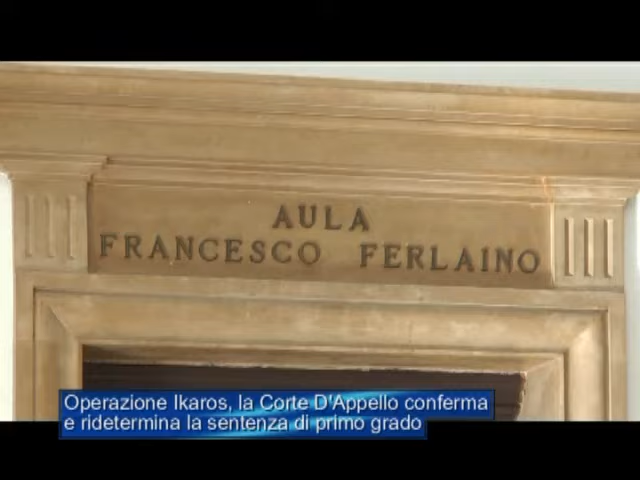 AULA
FRANCESCO FERLAINO
Operazione Ikaros, la Corte D'Appello conferma
e ridetermina la sentenza di primo grado